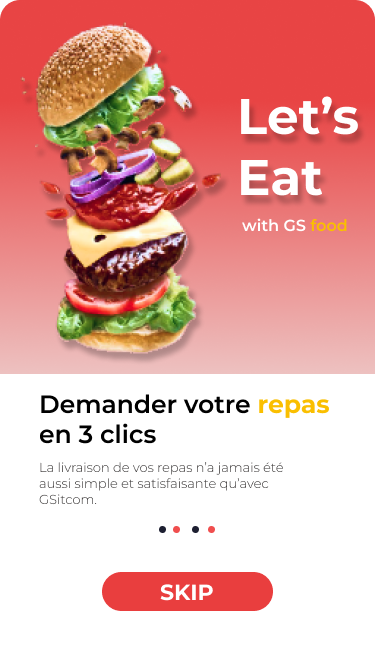 Let's
Eat
with GS food
Demander votre repas
en 3 clics
La livraison de vos repas n'a jamais été
aussi simple et satisfaisante qu'avec
GSitcom.
SKIP